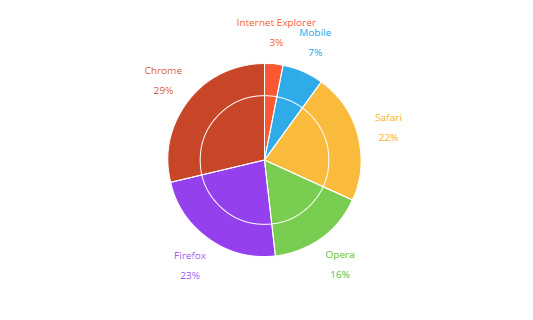 Internet Explorer
3%
Mobile
7%
Chrome
29%
Safari
22%
Firefox
23%
Opera
16%